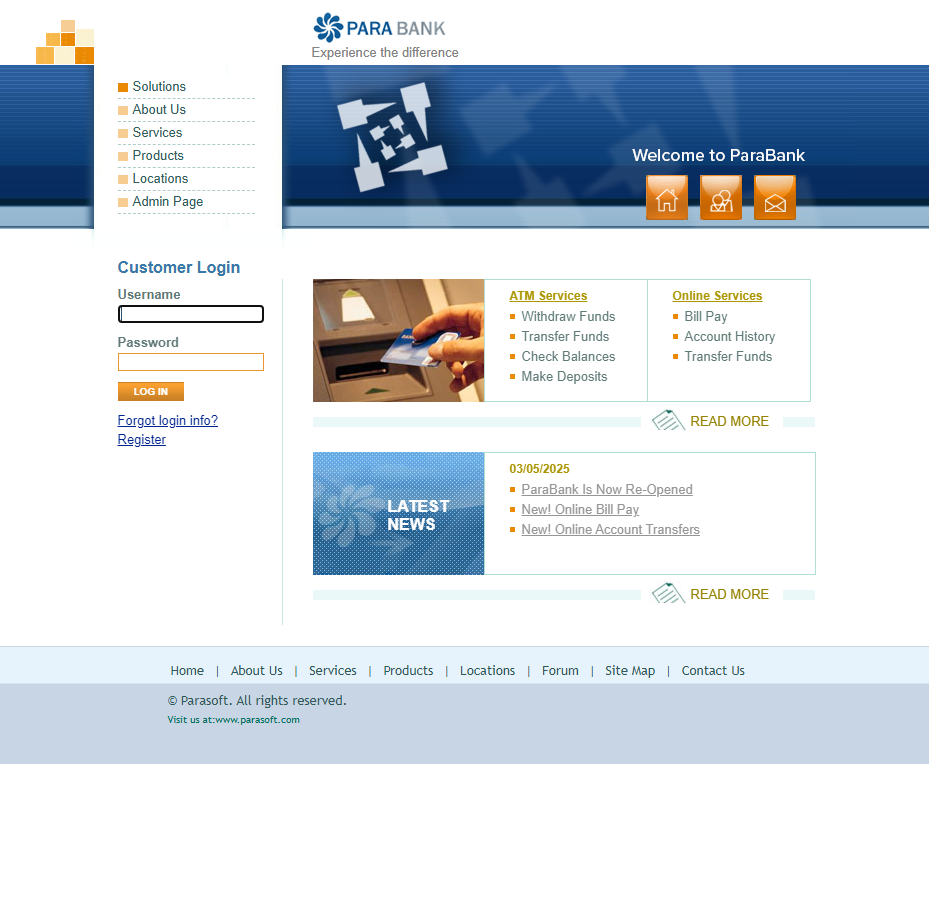 PARA BANK
Experience the difference
Solutions
About Us
Services
Products
Locations
Admin Page
Welcome to ParaBank
Customer Login
Username
Password
LOG IN
Forgot login info?
Register
ATM Services
Withdraw Funds
Transfer Funds
Check Balances
Make Deposits
Online Services
Bill Pay
Account History
Transfer Funds
READ MORE
LATEST
NEWS
03/05/2025
ParaBank Is Now Re-Opened
New! Online Bill Pay
New! Online Account Transfers
READ MORE
Home | About Us | Services | Products | Locations | Forum | Site Map | Contact Us
© Parasoft. All rights reserved.
Visit us at:www.parasoft.com